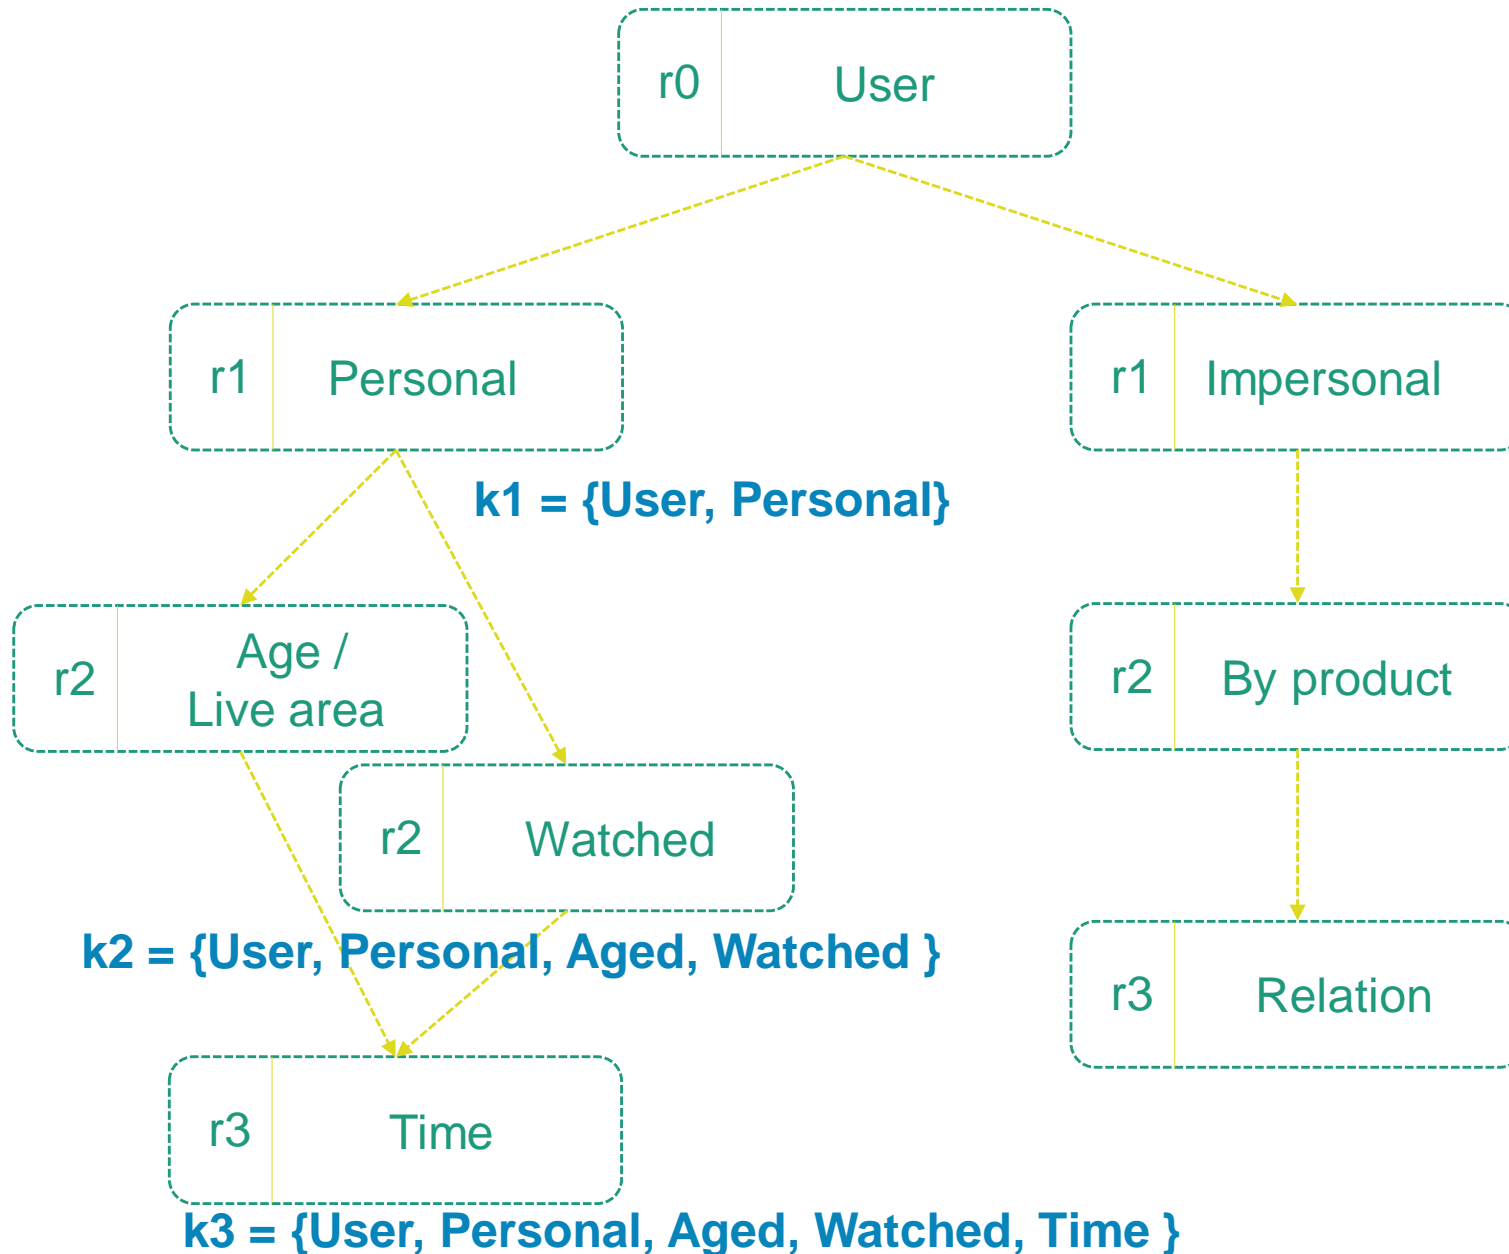 r0 User
r1 Personal
r1 Impersonal
k1 = {User, Personal}
r2 Age /
Live area
r2 By product
r2 Watched
k2 = {User, Personal, Aged, Watched }
r3 Relation
r3 Time
k3 = {User, Personal, Aged, Watched, Time }